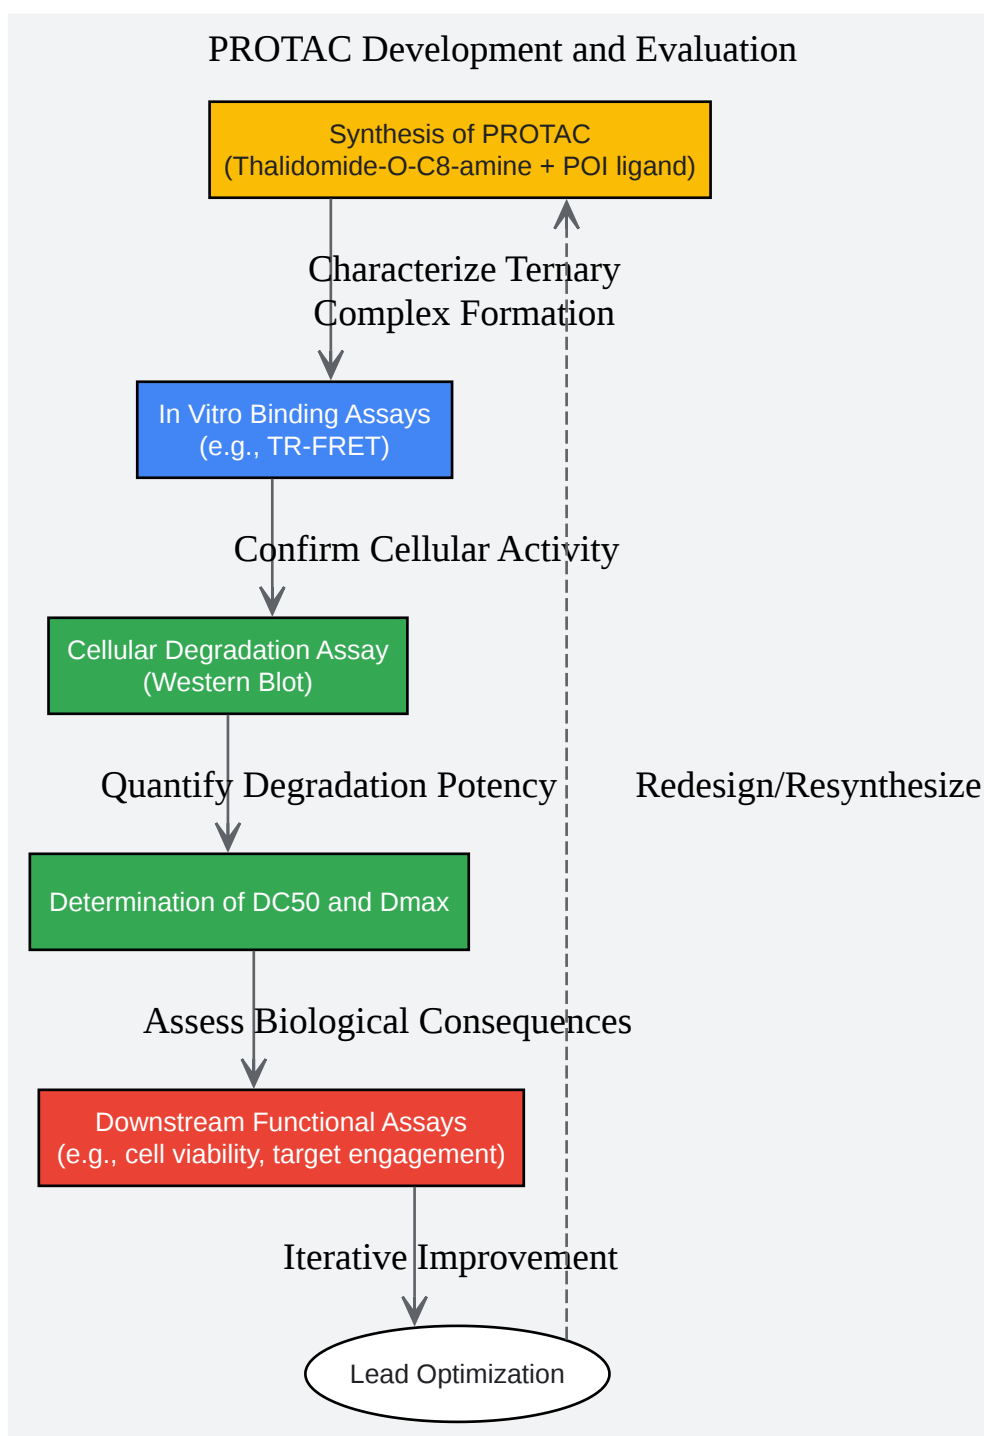 PROTAC Development and Evaluation
Synthesis of PROTAC
(Thalidomide-O-C8-amine + POI ligand)
Characterize Ternary
Complex Formation
In Vitro Binding Assays
(e.g., TR-FRET)
Confirm Cellular Activity
Cellular Degradation Assay
(Western Blot)
Quantify Degradation Potency
Redesign/Resynthesize
Determination of DC50 and Dmax
Assess Biological Consequences
Downstream Functional Assays
(e.g., cell viability, target engagement)
Iterative Improvement
Lead Optimization